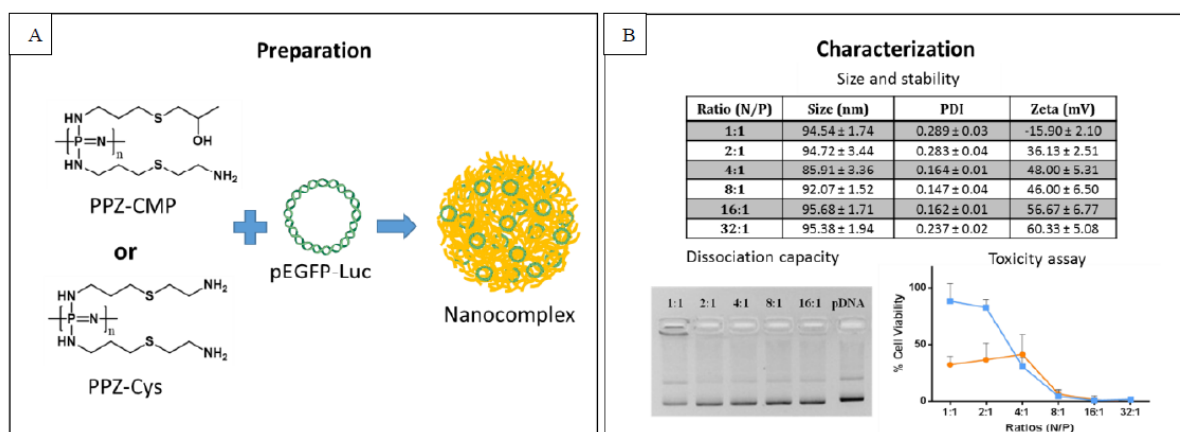 A
Preparation
HN
S
OH
P=N
n
HN
S
NH₂
PPZ-CMP
or
HN
S
NH₂
P=N
n
HN
S
NH₂
PPZ-Cys
pEGFP-Luc
Nanocomplex
B
Characterization
Size and stability
Ratio (N/P) Size (nm) PDI Zeta (mV)
1:1 94.54 ± 1.74 0.289 ± 0.03 -15.90 ± 2.10
2:1 94.72 ± 3.44 0.283 ± 0.04 36.13 ± 2.51
4:1 85.91 ± 3.36 0.164 ± 0.01 48.00 ± 5.31
8:1 92.07 ± 1.52 0.147 ± 0.04 46.00 ± 6.50
16:1 95.68 ± 1.71 0.162 ± 0.01 56.67 ± 6.77
32:1 95.38 ± 1.94 0.237 ± 0.02 60.33 ± 5.08
Dissociation capacity
1:1 2:1 4:1 8:1 16:1 pDNA
Toxicity assay
% Cell Viability
100
50
0
1:1 2:1 4:1 8:1 16:1 32:1
Ratios (N/P)